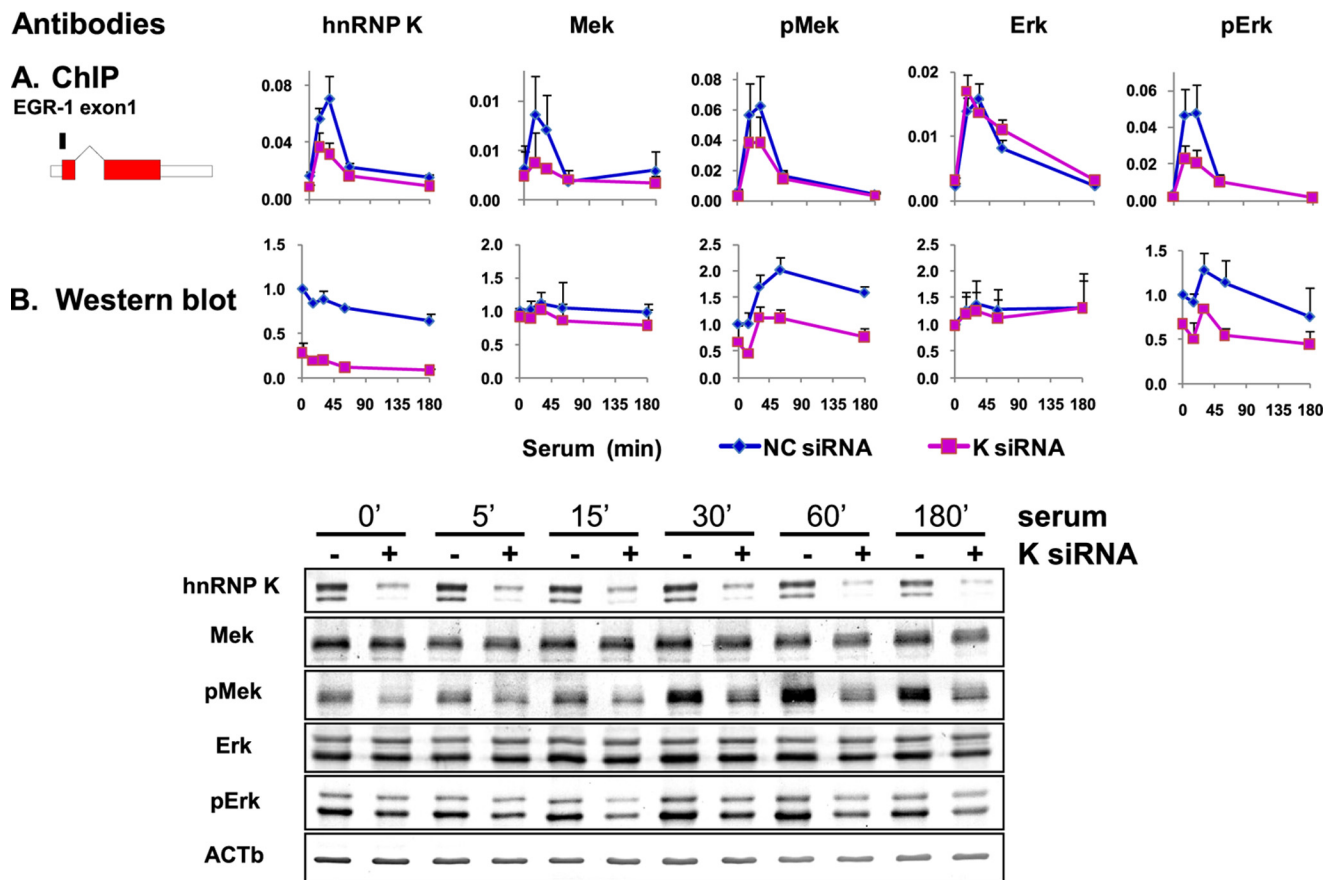 Antibodies hnRNP K Mek pMek Erk pErk
A. ChIP
EGR-1 exon1
0.08 0.04 0.00
0.01 0.01 0.00
0.08 0.06 0.04 0.02 0.00
0.02 0.01 0.00
0.06 0.04 0.02 0.00
B. Western blot
1.5 1.0 0.5 0.0
2.0 1.5 1.0 0.5 0.0
2.5 2.0 1.5 1.0 0.5 0.0
2.0 1.5 1.0 0.5 0.0
1.5 1.0 0.5 0.0
0 45 90 135 180 0 45 90 135 180 0 45 90 135 180 0 45 90 135 180 0 45 90 135 180
Serum (min) NC siRNA K siRNA
0' 5' 15' 30' 60' 180' serum
- + - + - + - + - + - + K siRNA
hnRNP K
Mek
pMek
Erk
pErk
ACTb